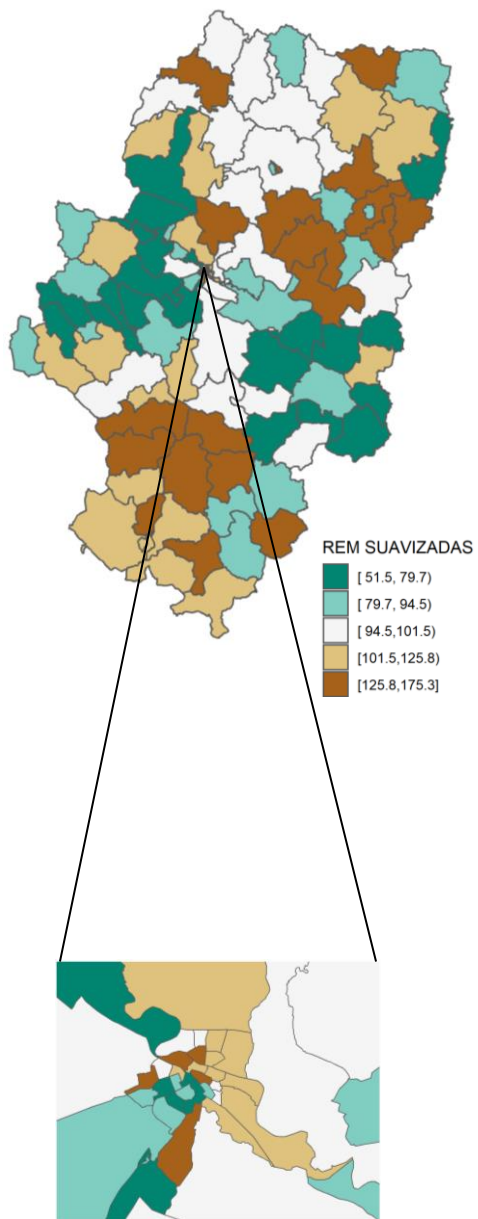 REM SUAVIZADAS
[ 51.5, 79.7)
[ 79.7, 94.5)
[ 94.5,101.5)
[101.5,125.8)
[125.8,175.3]